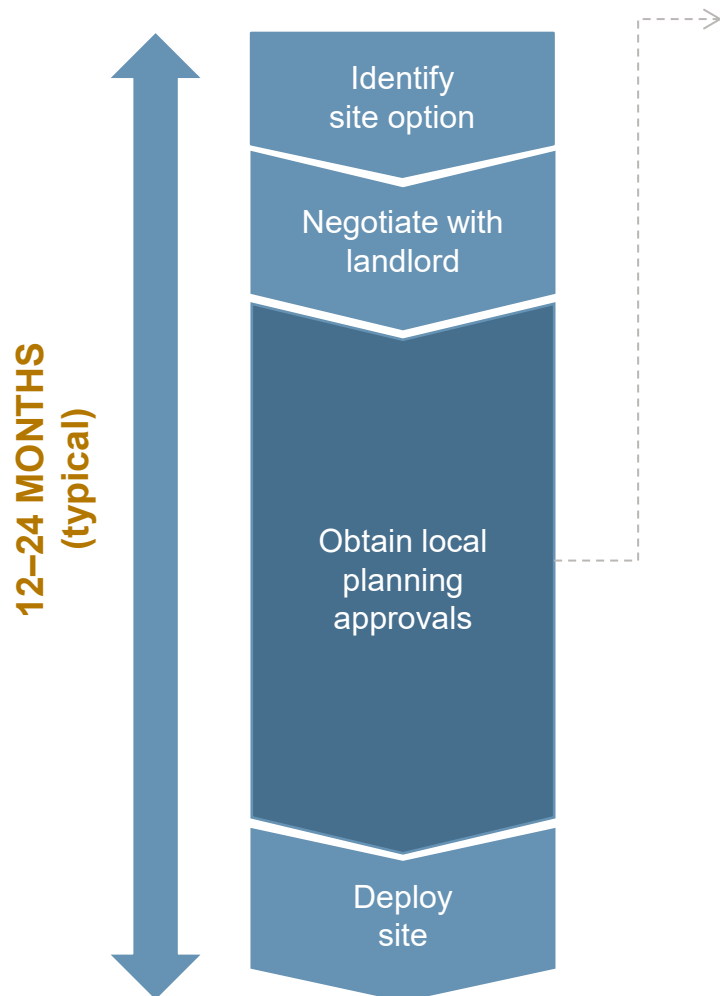 Identify
site option
Negotiate with
landlord
12–24 MONTHS
(typical)
Obtain local
planning
approvals
Deploy
site